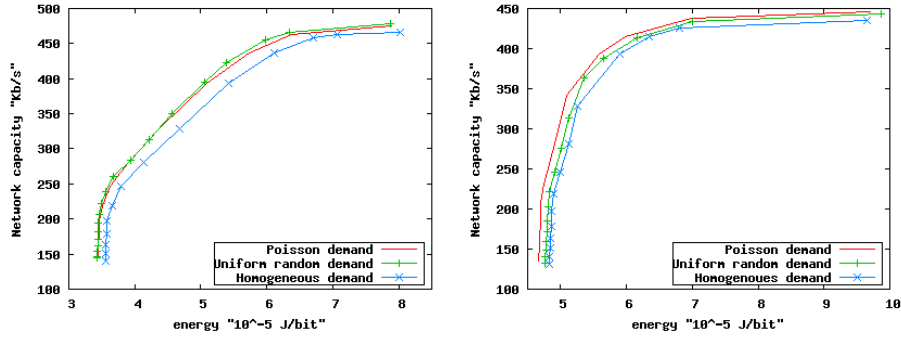 500
450
400
350
300
250
200
150
100
3 4 5 6 7 8
Network capacity "Kb/s"
energy "10^-5 J/bit"
Poisson demand
Uniform random demand
Homogeneous demand
450
400
350
300
250
200
150
100
5 6 7 8 9 10
Network capacity "Kb/s"
energy "10^-5 J/bit"
Poisson demand
Uniform random demand
Homogenoues demand